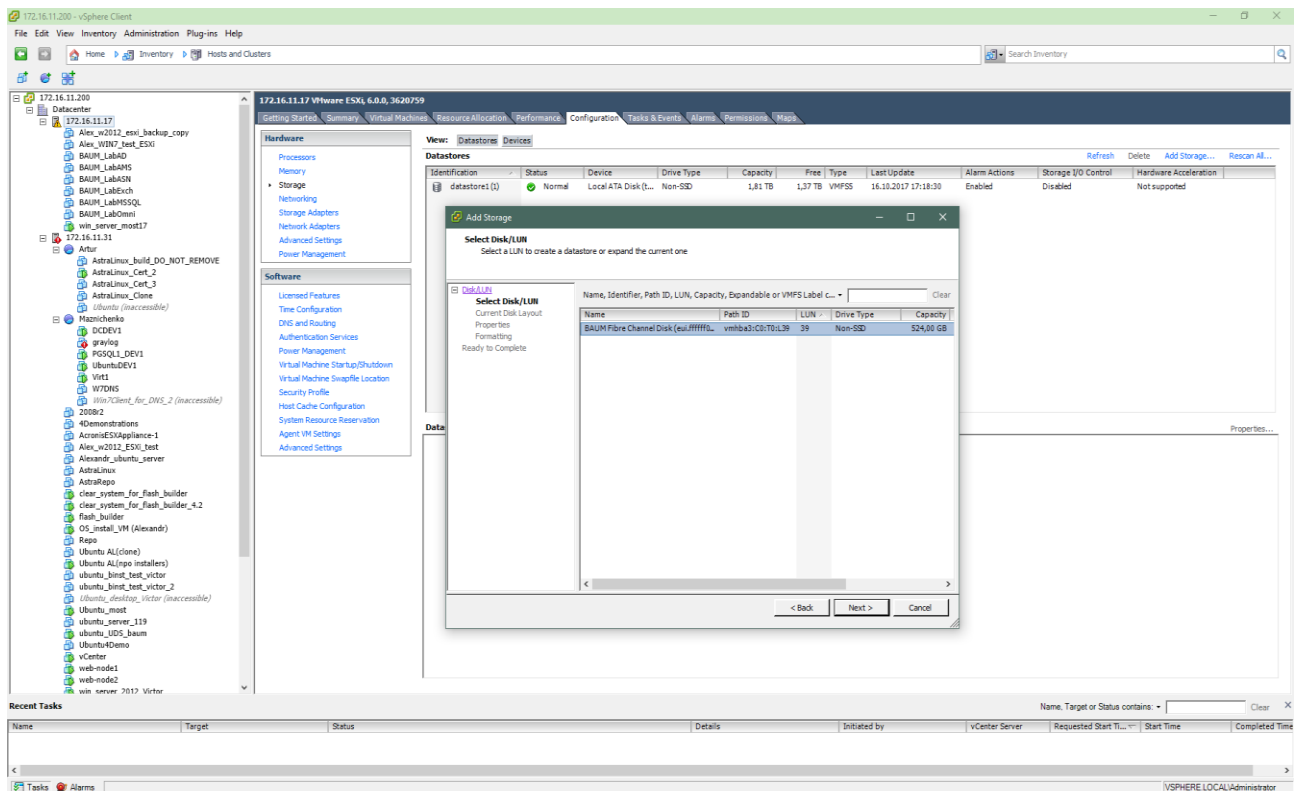 172.16.11.200 - vSphere Client
File Edit View Inventory Administration Plug-ins Help
Home Inventory Hosts and Clusters
Search Inventory
172.16.11.200
Datacenter
172.16.11.17
Alex_w2012_esxi_backup_copy
Alex_WIN7_test_ESXi
BAUM_LabAD
BAUM_LabAMS
BAUM_LabASN
BAUM_LabExch
BAUM_LabMSSQL
BAUM_LabOmni
win_server_most17
172.16.11.31
Artur
AstraLinux_build_DO_NOT_REMOVE
AstraLinux_Cert_2
AstraLinux_Cert_3
AstraLinux_Clone
Ubuntu (inaccessible)
Maznichenko
DCDEV1
graylog
PGSQL1_DEV1
UbuntuDEV1
Virt1
W7DNS
Win7Client_for_DNS_2 (inaccessible)
2008r2
4Demonstrations
AcronisESXAppliance-1
Alex_w2012_ESXi_test
Alexandr_ubuntu_server
AstraLinux
AstraRepo
clear_system_for_flash_builder
clear_system_for_flash_builder_4.2
flash_builder
OS_install_VM (Alexandr)
Repo
Ubuntu AL(clone)
Ubuntu AL(npo installers)
ubuntu_binst_test_victor
ubuntu_binst_test_victor_2
Ubuntu_desktop_Victor (inaccessible)
Ubuntu_most
ubuntu_server_119
ubuntu_UDS_baum
Ubuntu4Demo
vCenter
web-node1
web-node2
win_server_2012_Victor
172.16.11.17 VMware ESXi, 6.0.0, 3620759
Getting Started Summary Virtual Machines Resource Allocation Performance Configuration Tasks & Events Alarms Permissions Maps
Hardware
Processors
Memory
Storage
Networking
Storage Adapters
Network Adapters
Advanced Settings
Power Management
Software
Licensed Features
Time Configuration
DNS and Routing
Authentication Services
Power Management
Virtual Machine Startup/Shutdown
Virtual Machine Swapfile Location
Security Profile
Host Cache Configuration
System Resource Reservation
Agent VM Settings
Advanced Settings
View: Datastores Devices
Datastores Refresh Delete Add Storage... Rescan All...
Identification Status Device Drive Type Capacity Free Type Last Update Alarm Actions Storage I/O Control Hardware Acceleration
datastore1 (1) Normal Local ATA Disk (t... Non-SSD 1,81 TB 1,37 TB VMFS5 16.10.2017 17:18:30 Enabled Disabled Not supported
Data
Properties...
Add Storage
Select Disk/LUN
Select a LUN to create a datastore or expand the current one
Disk/LUN
Select Disk/LUN
Current Disk Layout
Properties
Formatting
Ready to Complete
Name, Identifier, Path ID, LUN, Capacity, Expandable or VMFS Label c... Clear
Name Path ID LUN Drive Type Capacity
BAUM Fibre Channel Disk (eui.ffffff0... vmhba3:C0:T0:L39 39 Non-SSD 524,00 GB
< Back Next > Cancel
Recent Tasks
Name, Target or Status contains: Clear
Name Target Status Details Initiated by vCenter Server Requested Start Ti... Start Time Completed Time
Tasks Alarms
VSPHERE.LOCAL\Administrator